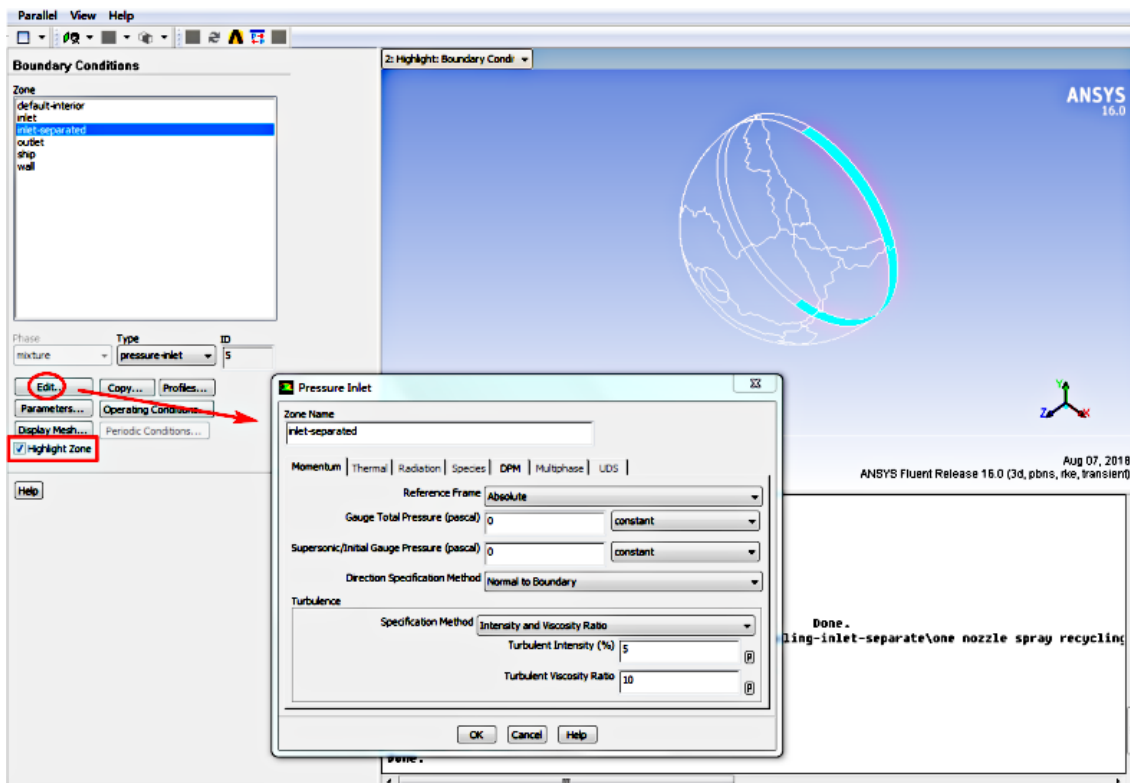 Parallel View Help
Boundary Conditions
2: Highlight: Boundary Condi
Zone
default-interior
inlet
inlet-separated
outlet
ship
wall
ANSYS
16.0
Phase Type ID
mixture pressure-inlet 5
Edit... Copy... Profiles...
Parameters... Operating Conditions...
Display Mesh... Periodic Conditions...
Highlight Zone
Help
Y
Z X
Aug 07, 2018
ANSYS Fluent Release 16.0 (3d, pbns, rke, transient)
Pressure Inlet
Zone Name
inlet-separated
Momentum Thermal Radiation Species DPM Multiphase UDS
Reference Frame Absolute
Gauge Total Pressure (pascal) 0 constant
Supersonic/Initial Gauge Pressure (pascal) 0 constant
Direction Specification Method Normal to Boundary
Turbulence
Specification Method Intensity and Viscosity Ratio
Turbulent Intensity (%) 5 P
Turbulent Viscosity Ratio 10 P
OK Cancel Help
Done.
ling-inlet-separate\one nozzle spray recycling
Done.